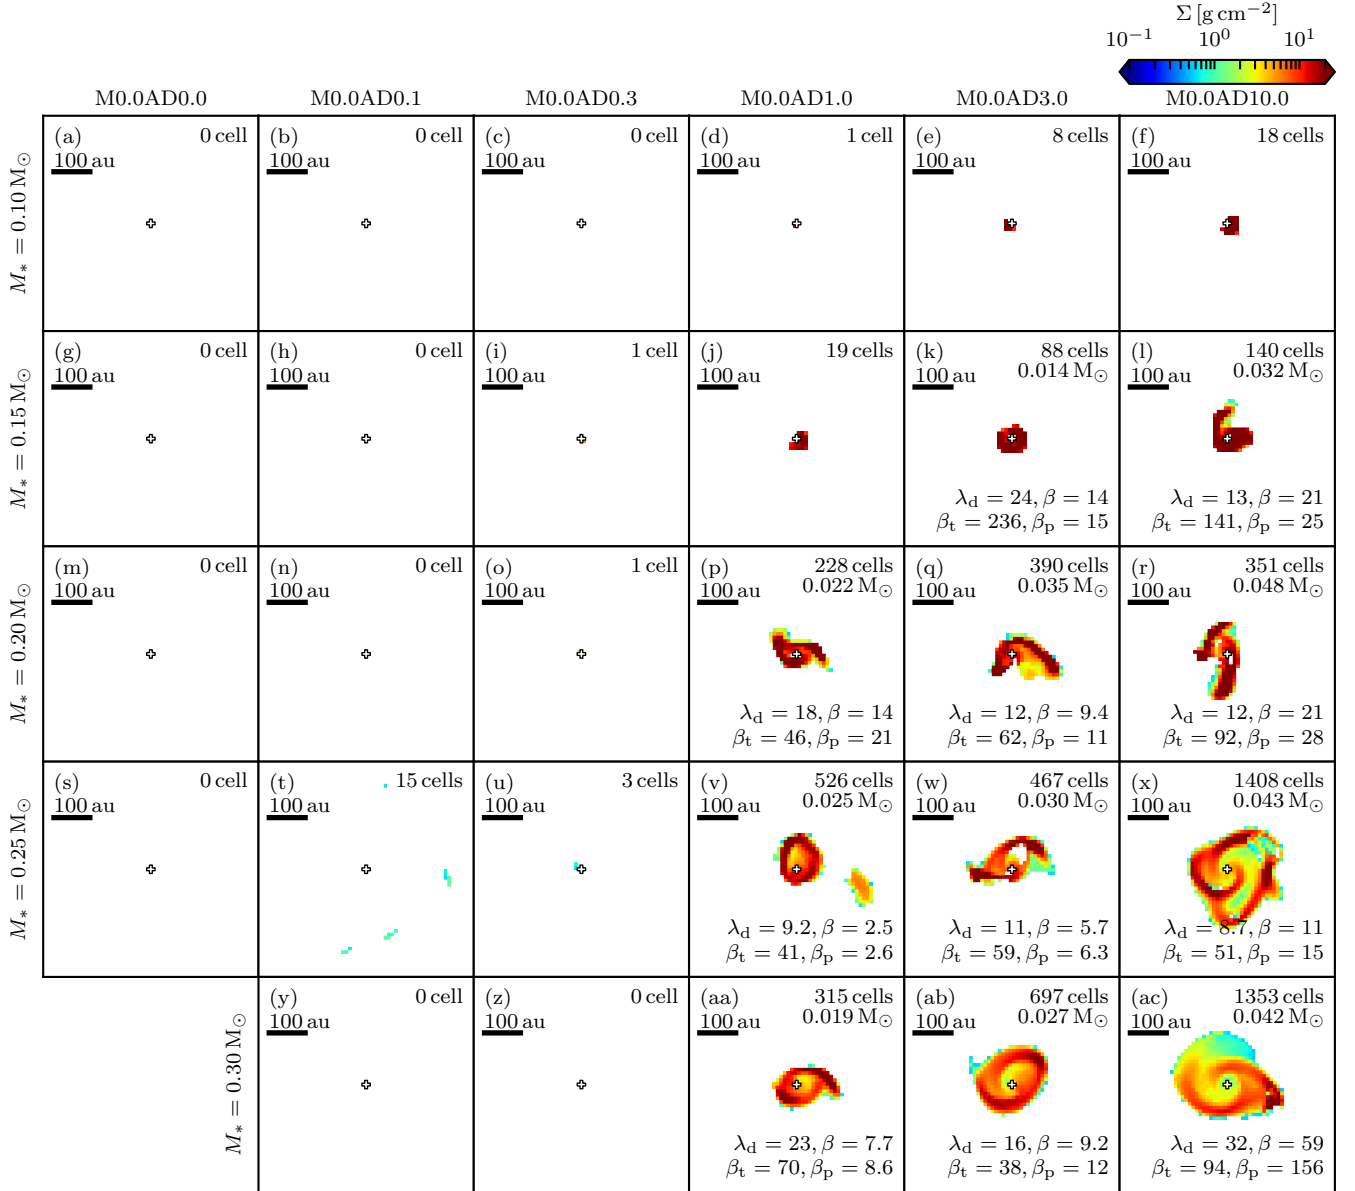 Σ [g cm⁻²]
10⁻¹ 10⁰ 10¹
M0.0AD0.0 M0.0AD0.1 M0.0AD0.3 M0.0AD1.0 M0.0AD3.0 M0.0AD10.0
M* = 0.10 M⊙
(a) 0 cell
100 au
(b) 0 cell
100 au
(c) 0 cell
100 au
(d) 1 cell
100 au
(e) 8 cells
100 au
(f) 18 cells
100 au
M* = 0.15 M⊙
(g) 0 cell
100 au
(h) 0 cell
100 au
(i) 1 cell
100 au
(j) 19 cells
100 au
(k) 88 cells
100 au 0.014 M⊙
λd = 24, β = 14
βt = 236, βp = 15
(l) 140 cells
100 au 0.032 M⊙
λd = 13, β = 21
βt = 141, βp = 25
M* = 0.20 M⊙
(m) 0 cell
100 au
(n) 0 cell
100 au
(o) 1 cell
100 au
(p) 228 cells
100 au 0.022 M⊙
λd = 18, β = 14
βt = 46, βp = 21
(q) 390 cells
100 au 0.035 M⊙
λd = 12, β = 9.4
βt = 62, βp = 11
(r) 351 cells
100 au 0.048 M⊙
λd = 12, β = 21
βt = 92, βp = 28
M* = 0.25 M⊙
(s) 0 cell
100 au
(t) 15 cells
100 au
(u) 3 cells
100 au
(v) 526 cells
100 au 0.025 M⊙
λd = 9.2, β = 2.5
βt = 41, βp = 2.6
(w) 467 cells
100 au 0.030 M⊙
λd = 11, β = 5.7
βt = 59, βp = 6.3
(x) 1408 cells
100 au 0.043 M⊙
λd = 8.7, β = 11
βt = 51, βp = 15
M* = 0.30 M⊙
(y) 0 cell
100 au
(z) 0 cell
100 au
(aa) 315 cells
100 au 0.019 M⊙
λd = 23, β = 7.7
βt = 70, βp = 8.6
(ab) 697 cells
100 au 0.027 M⊙
λd = 16, β = 9.2
βt = 38, βp = 12
(ac) 1353 cells
100 au 0.042 M⊙
λd = 32, β = 59
βt = 94, βp = 156